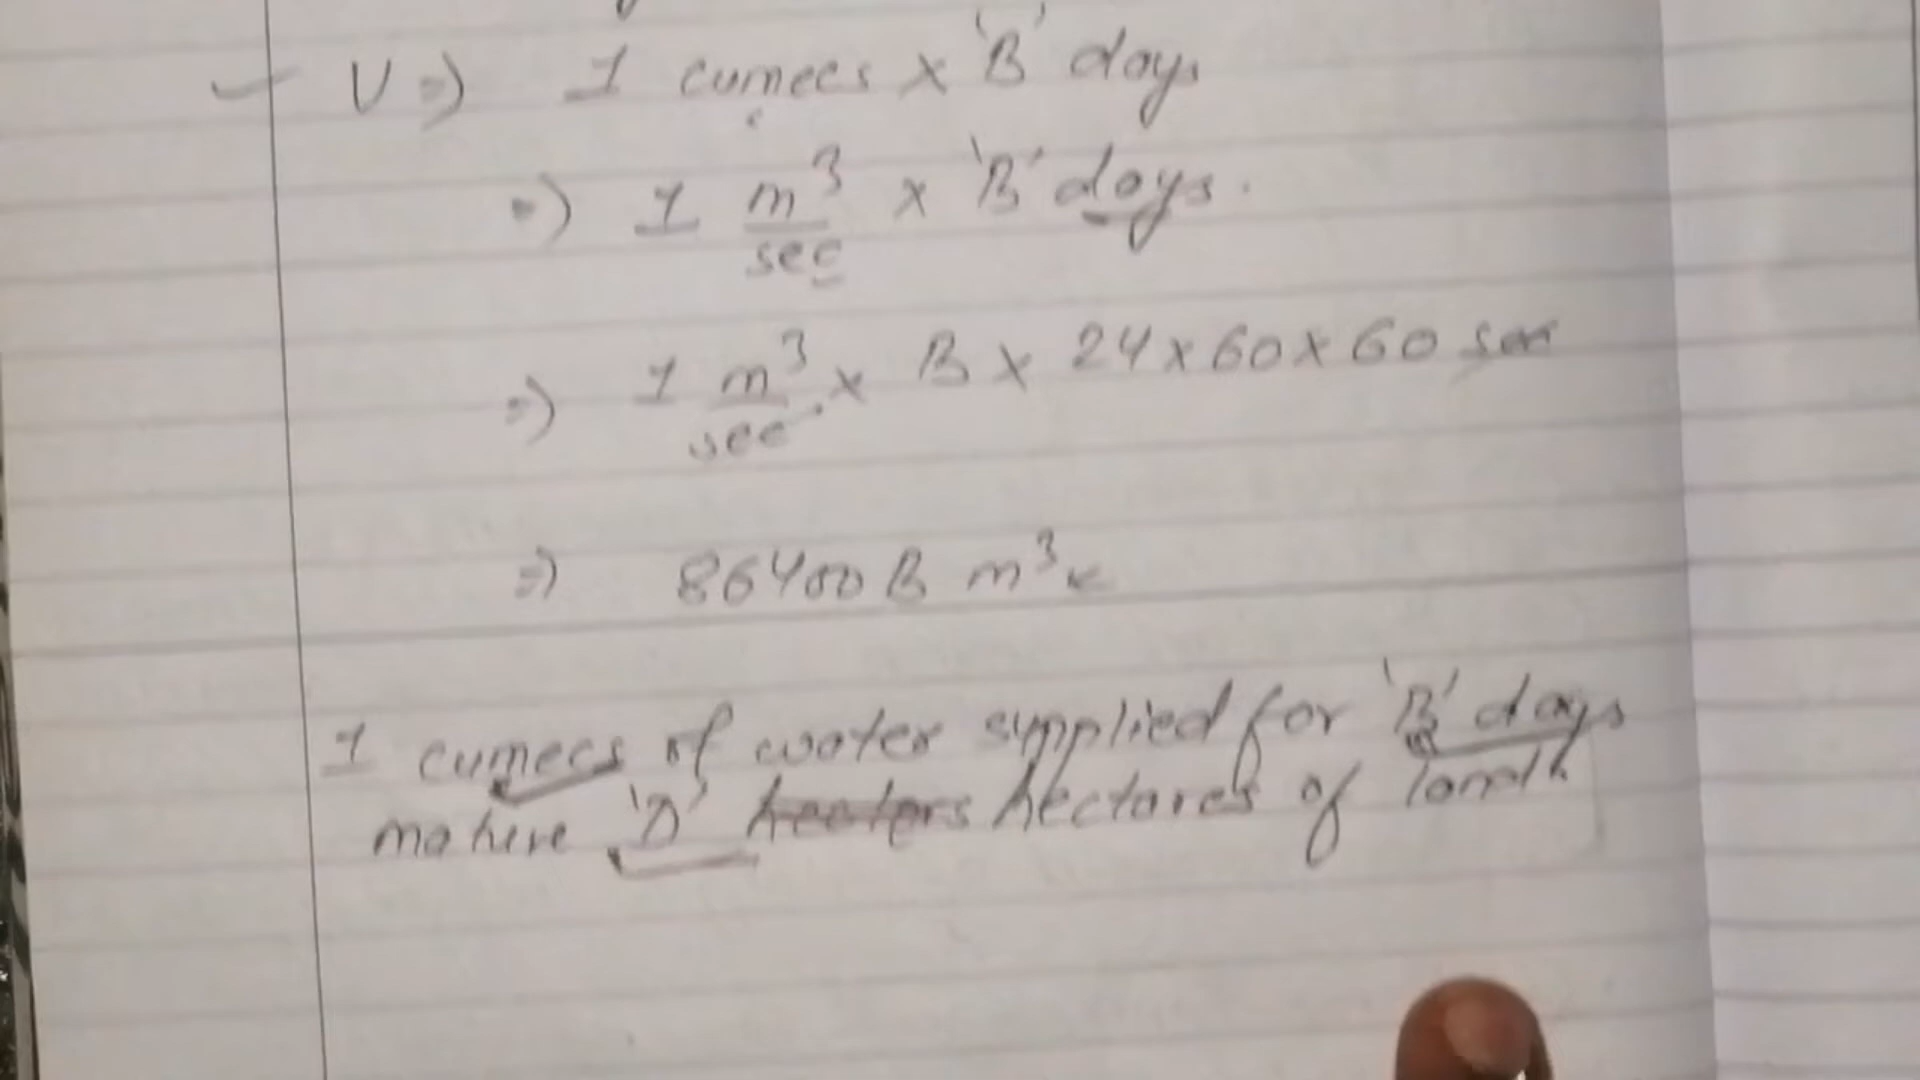 V ⇒ 1 cumecs x 'B' days
⇒ 1 m³/sec x 'B' days.
⇒ 1 m³/sec x B x 24 x 60 x 60 sec
⇒ 86400 B m³
1 cumecs of water supplied for 'B' days
mature 'D' hectares of land